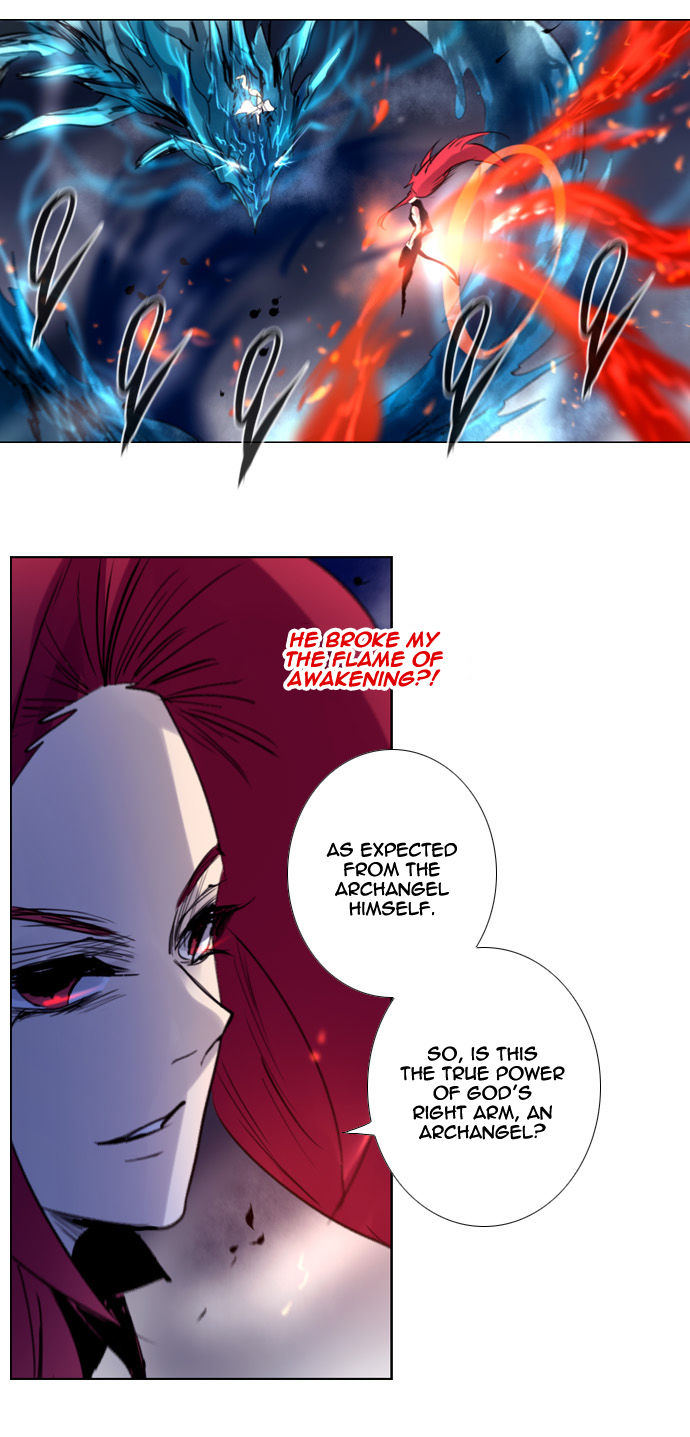 HE BROKE MY
THE FLAME OF
AWAKENING?!
AS EXPECTED
FROM THE
ARCHANGEL
HIMSELF.
SO, IS THIS
THE TRUE POWER
OF GOD'S
RIGHT ARM, AN
ARCHANGEL?